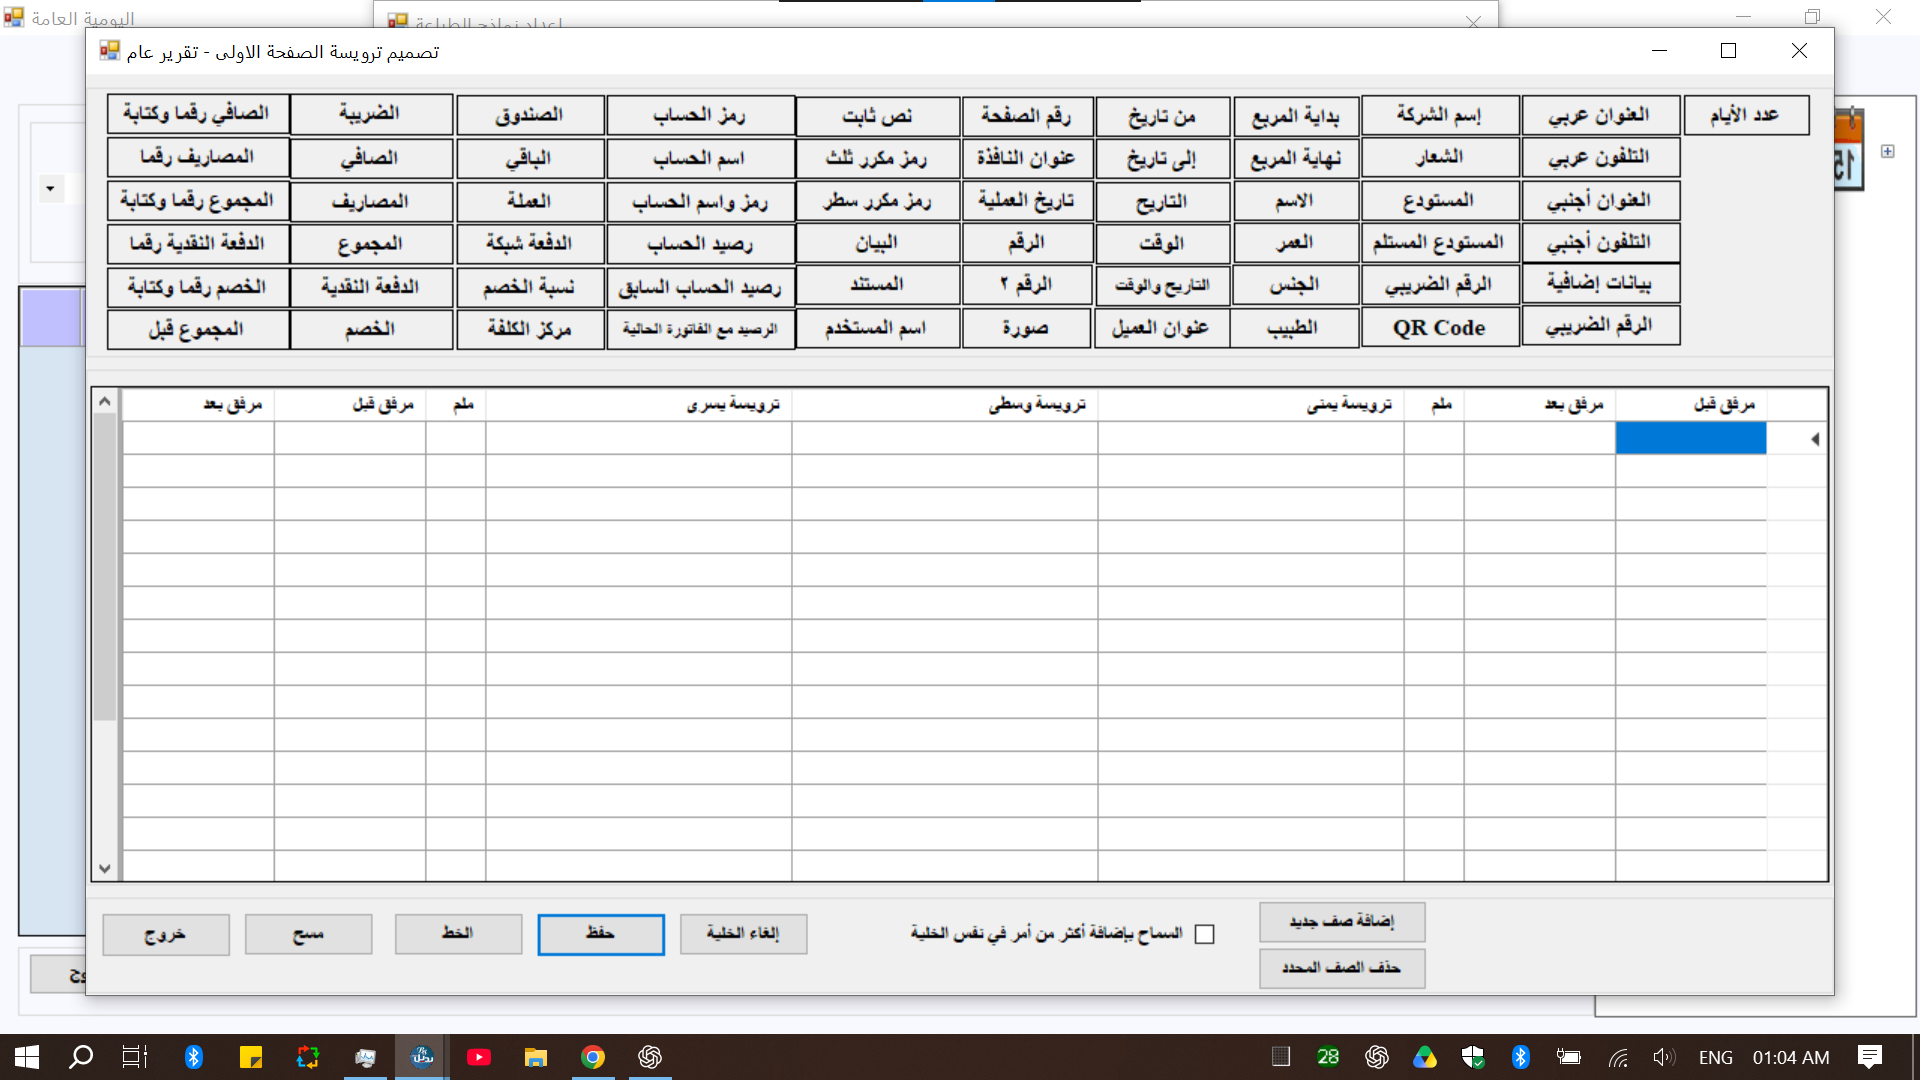 اليومية العامة
إعداد نماذج الطباعة
تصميم ترويسة الصفحة الاولى - تقرير عام
عدد الأيام العنوان عربي إسم الشركة بداية المربع من تاريخ رقم الصفحة نص ثابت رمز الحساب الصندوق الضريبة الصافي رقما وكتابة
التلفون عربي الشعار نهاية المربع إلى تاريخ عنوان النافذة رمز مكرر ثلث اسم الحساب الباقي الصافي المصاريف رقما
العنوان أجنبي المستودع الاسم التاريح تاريخ العملية رمز مكرر سطر رمز واسم الحساب العملة المصاريف المجموع رقما وكتابة
التلفون أجنبي المستودع المستلم العمر الوقت الرقم البيان رصيد الحساب الدفعة شبكة المجموع الدفعة النقدية رقما
بيانات إضافية الرقم الضريبي الجنس التاريح والوقت الرقم ٢ المستند رصيد الحساب السابق نسبة الخصم الدفعة النقدية الخصم رقما وكتابة
الرقم الضريبي QR Code الطبيب عنوان العميل صورة اسم المستخدم الرصيد مع الفاتورة الحالية مركز الكلفة الخصم المجموع قبل
15
مرفق قبل مرفق بعد ملم ترويسة يمنى ترويسة وسطى ترويسة يسرى ملم مرفق قبل مرفق بعد
إضافة صف جديد
السماح بإضافة أكثر من أمر في نفس الخلية إلغاء الخلية حفظ الخط مسح خروج
حذف الصف المحدد
وج
28 ENG 01:04 AM